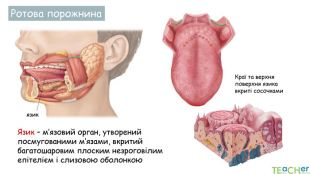 Ротова порожнина
Краї та верхня
поверхня язика
вкриті сосочками
язик
Язик – м'язовий орган, утворений
посмугованими м'язами, вкритий
багатошаровим плоским незроговілим
епітелієм і слизовою оболонкою
TEACHer